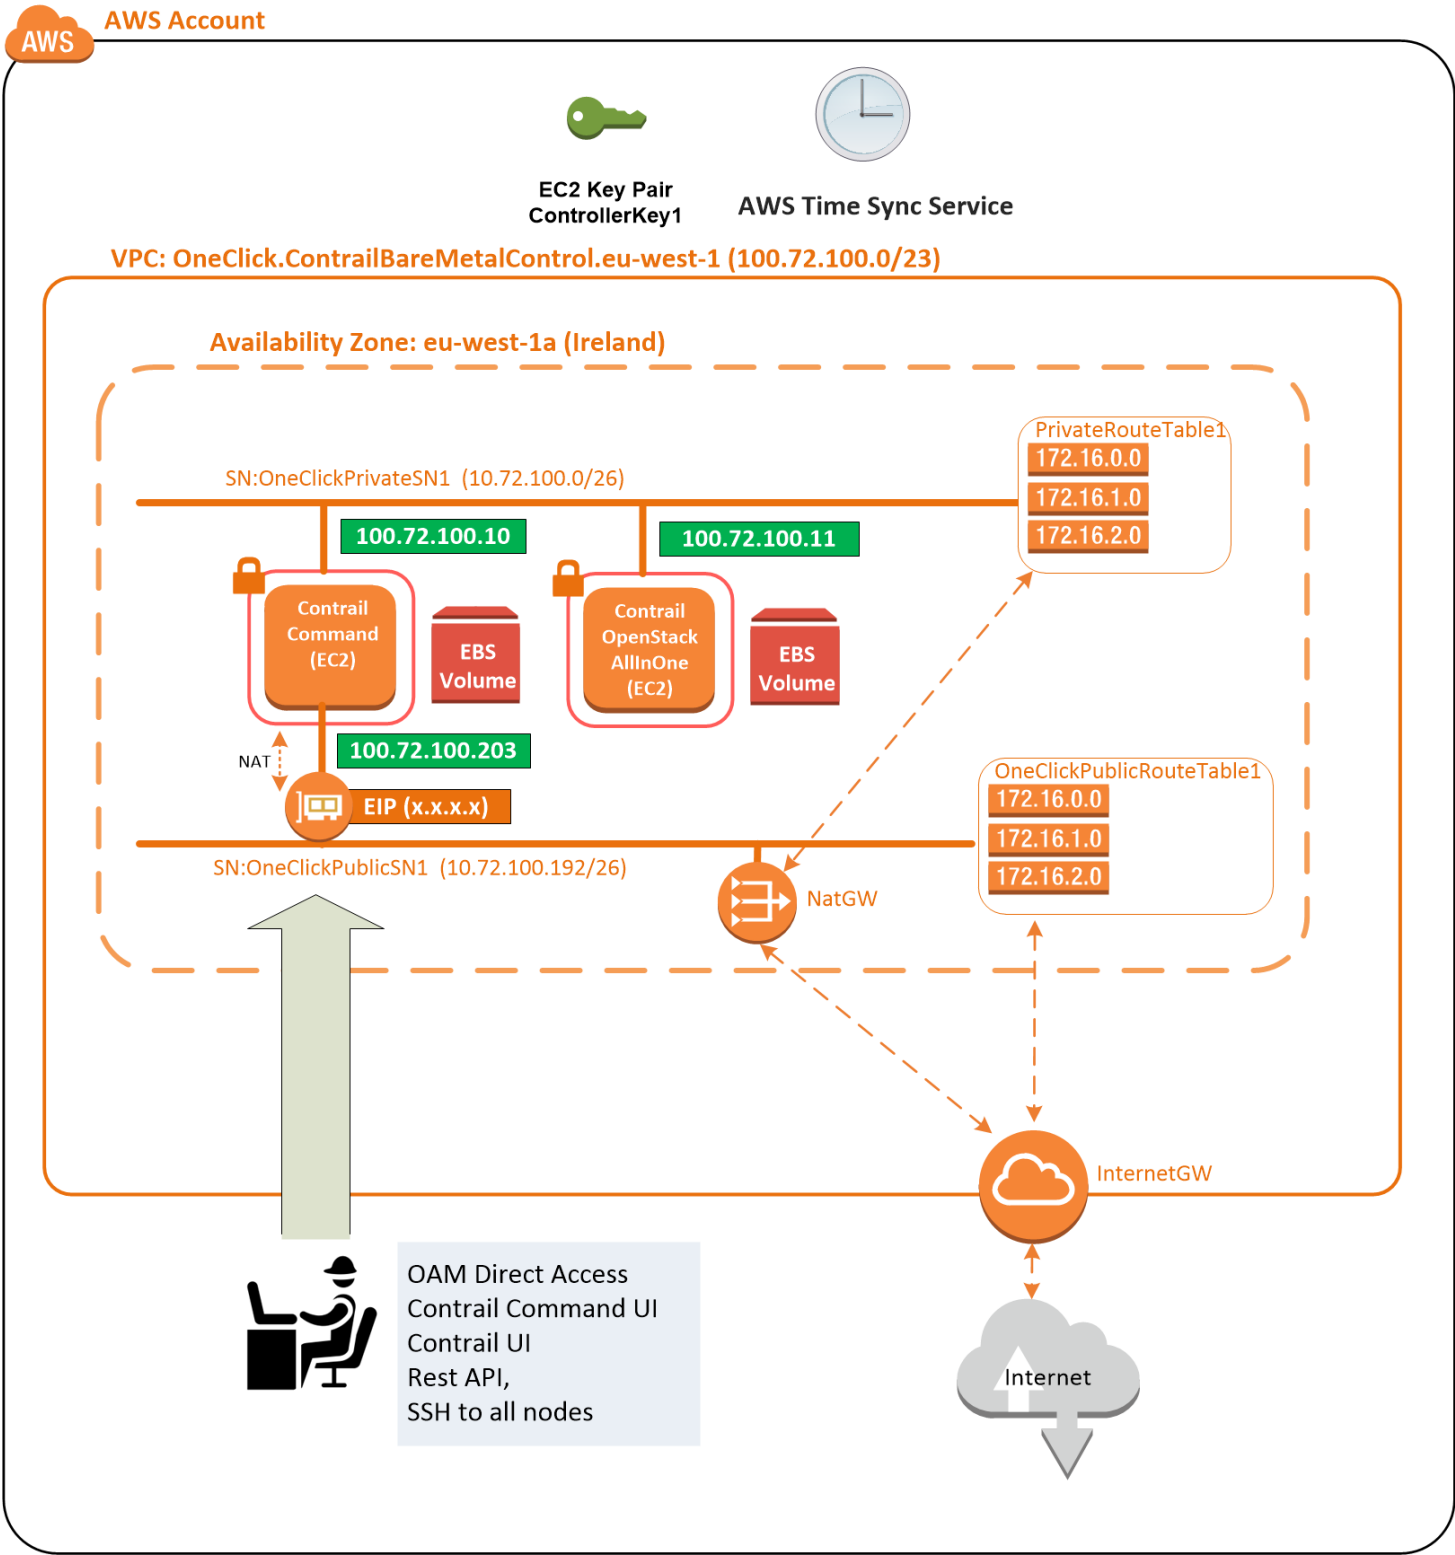 AWS Account
AWS
EC2 Key Pair
ControllerKey1
AWS Time Sync Service
VPC: OneClick.ContrailBareMetalControl.eu-west-1 (100.72.100.0/23)
Availability Zone: eu-west-1a (Ireland)
PrivateRouteTable1
172.16.0.0
172.16.1.0
172.16.2.0
SN:OneClickPrivateSN1 (10.72.100.0/26)
100.72.100.10
100.72.100.11
Contrail
Command
(EC2)
EBS
Volume
Contrail
OpenStack
AllInOne
(EC2)
EBS
Volume
100.72.100.203
NAT
EIP (x.x.x.x)
OneClickPublicRouteTable1
172.16.0.0
172.16.1.0
172.16.2.0
SN:OneClickPublicSN1 (10.72.100.192/26)
NatGW
InternetGW
OAM Direct Access
Contrail Command UI
Contrail UI
Rest API,
SSH to all nodes
Internet